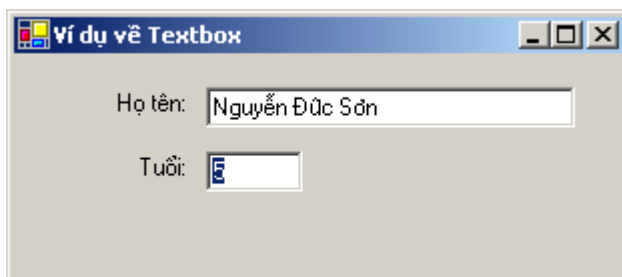 Ví dụ về Textbox
Họ tên: Nguyễn Đức Sơn
Tuổi: 5